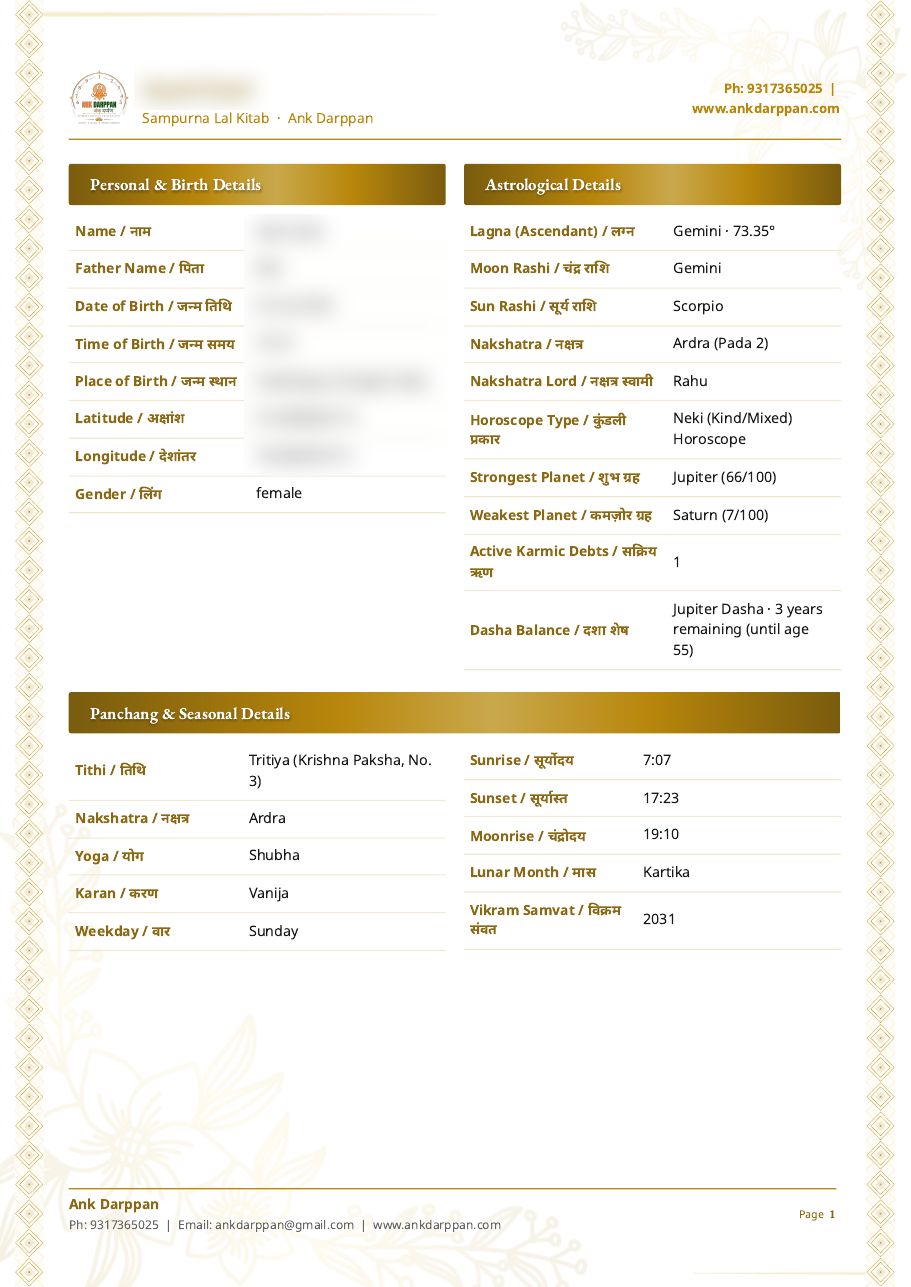 ANK DARPPAN
Sampurna Lal Kitab · Ank Darppan
Ph: 9317365025 |
www.ankdarppan.com
Personal & Birth Details
Name / नाम
Father Name / पिता
Date of Birth / जन्म तिथि
Time of Birth / जन्म समय
Place of Birth / जन्म स्थान
Latitude / अक्षांश
Longitude / देशांतर
Gender / लिंग female
Astrological Details
Lagna (Ascendant) / लग्न Gemini · 73.35°
Moon Rashi / चंद्र राशि Gemini
Sun Rashi / सूर्य राशि Scorpio
Nakshatra / नक्षत्र Ardra (Pada 2)
Nakshatra Lord / नक्षत्र स्वामी Rahu
Horoscope Type / कुंडली
प्रकार
Neki (Kind/Mixed)
Horoscope
Strongest Planet / शुभ ग्रह Jupiter (66/100)
Weakest Planet / कमज़ोर ग्रह Saturn (7/100)
Active Karmic Debts / सक्रिय
ऋण
1
Dasha Balance / दशा शेष
Jupiter Dasha · 3 years
remaining (until age
55)
Panchang & Seasonal Details
Tithi / तिथि
Tritiya (Krishna Paksha, No.
3)
Nakshatra / नक्षत्र Ardra
Yoga / योग Shubha
Karan / करण Vanija
Weekday / वार Sunday
Sunrise / सूर्योदय 7:07
Sunset / सूर्यास्त 17:23
Moonrise / चंद्रोदय 19:10
Lunar Month / मास Kartika
Vikram Samvat / विक्रम
संवत
2031
Ank Darppan
Ph: 9317365025 | Email: ankdarppan@gmail.com | www.ankdarppan.com
Page 1